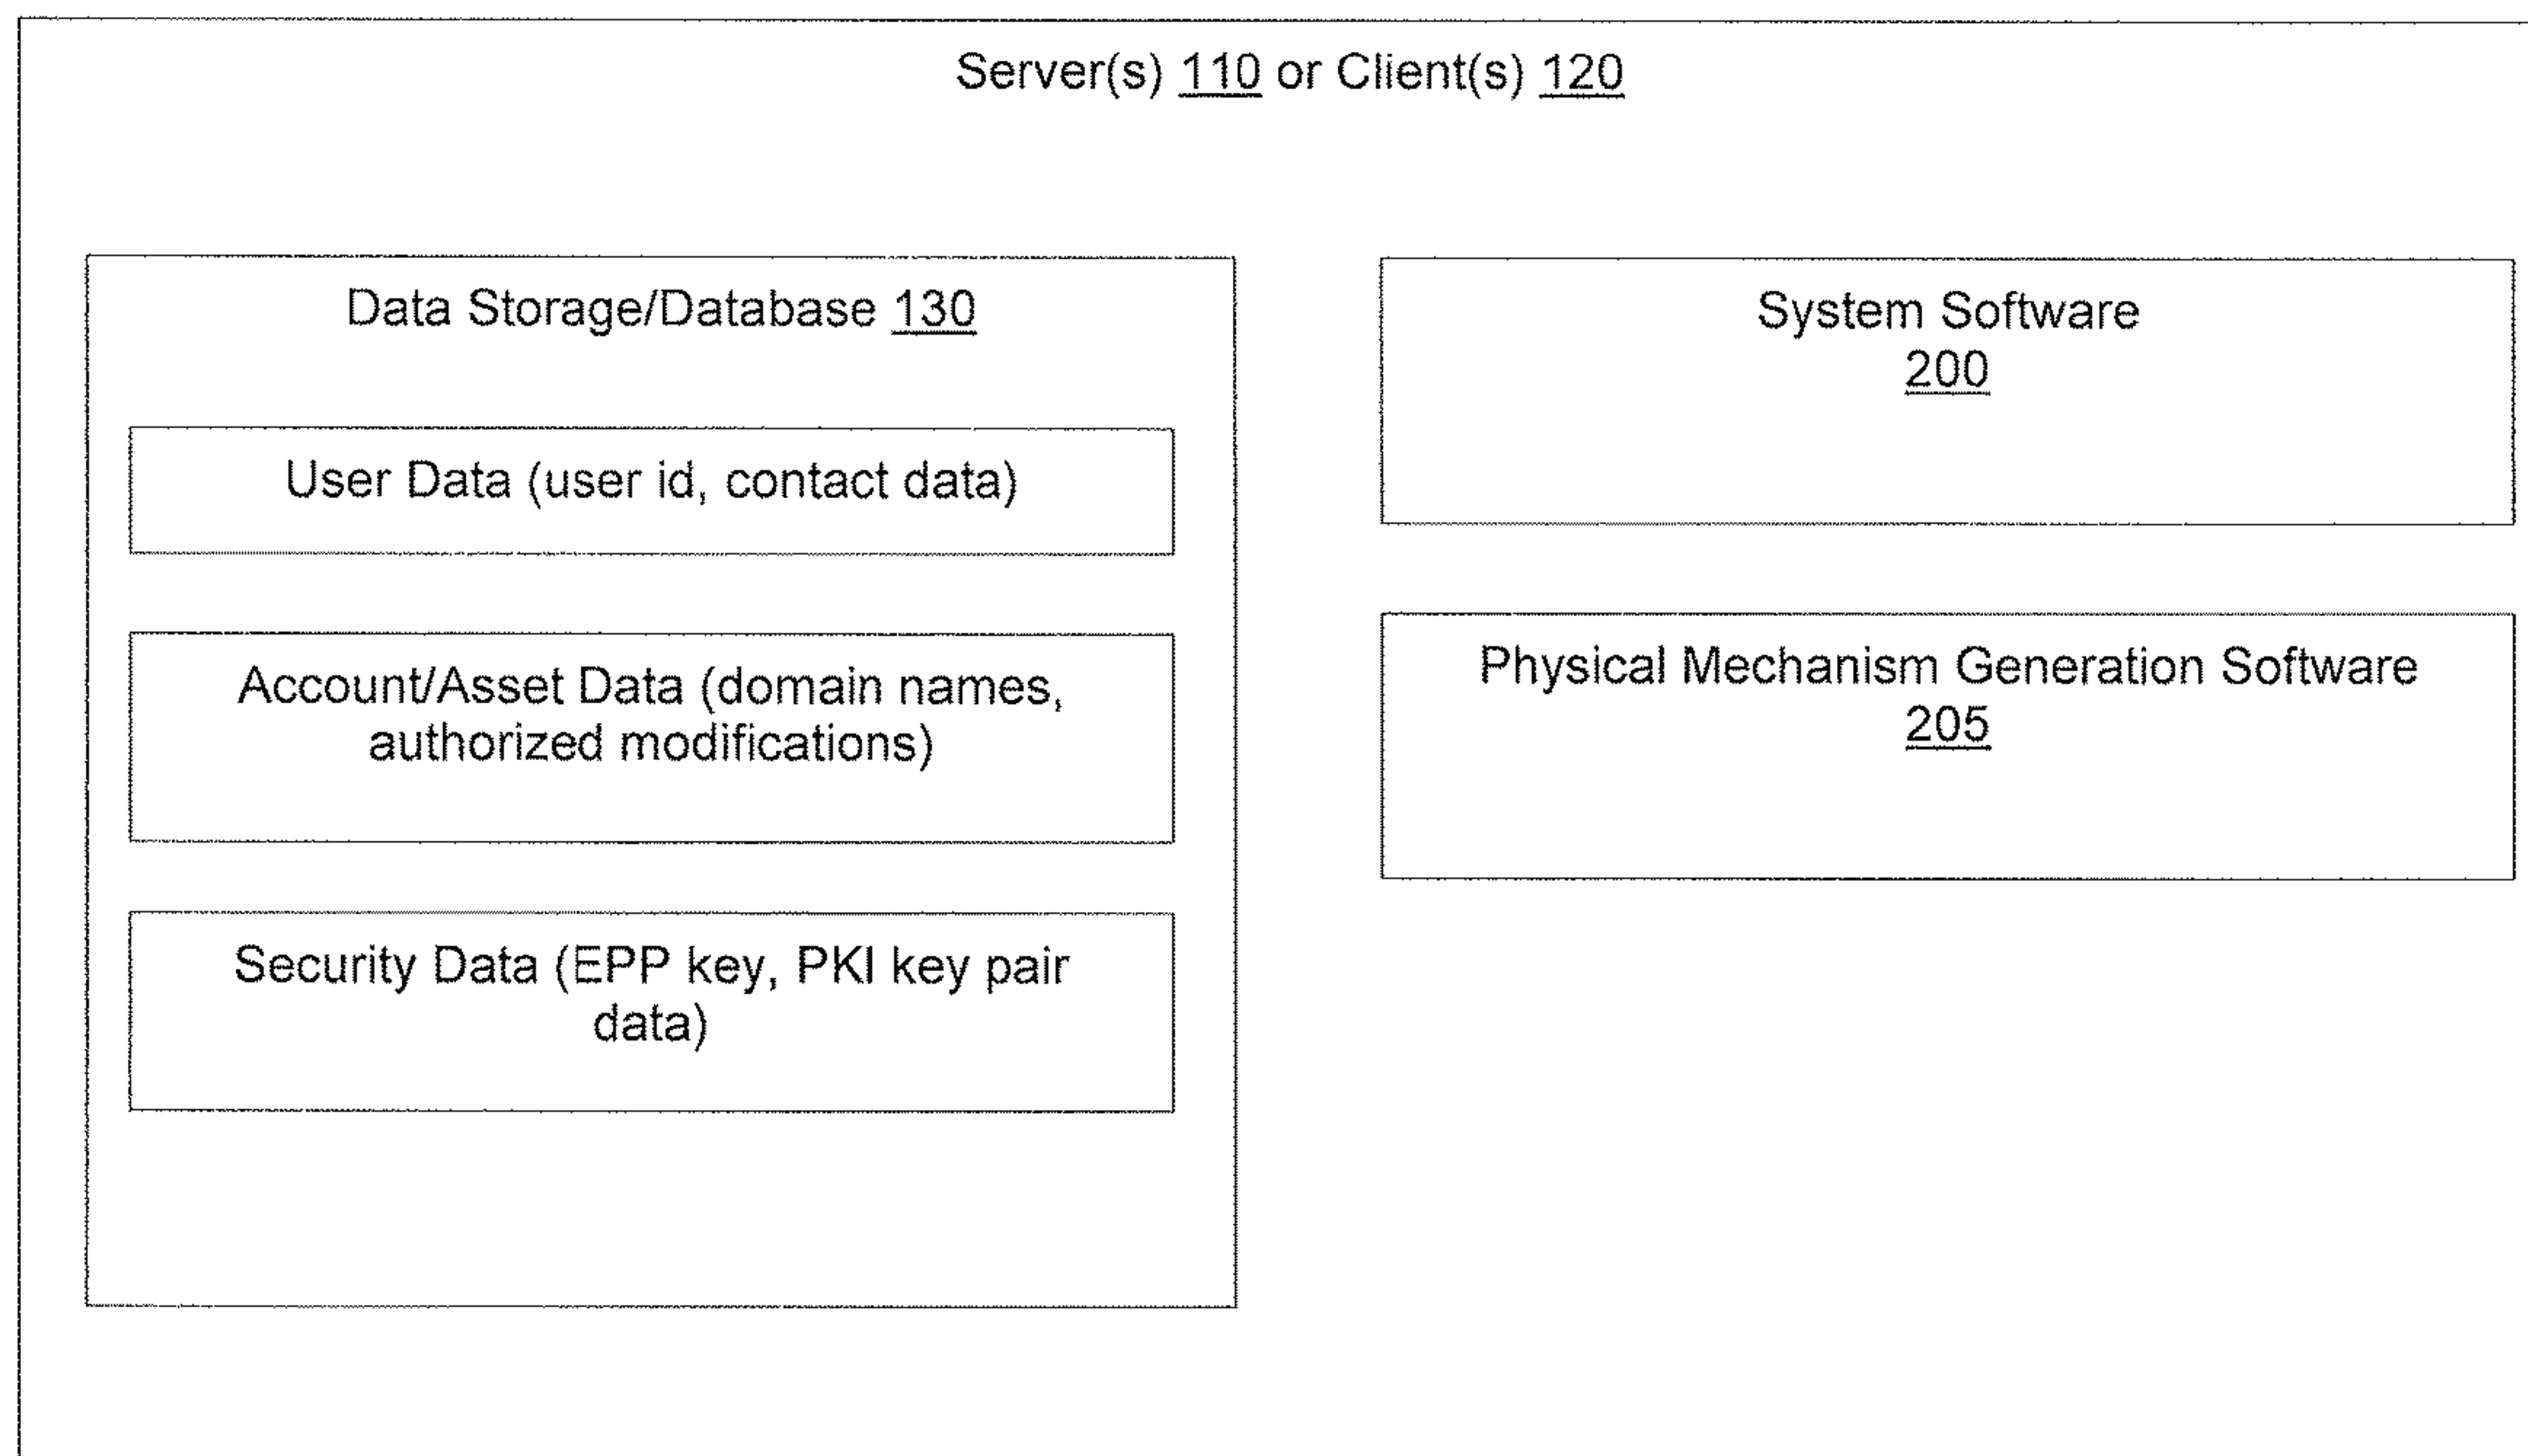 Server(s) 110 or Client(s) 120
Data Storage/Database 130
User Data (user id, contact data)
Account/Asset Data (domain names,
authorized modifications)
Security Data (EPP key, PKI key pair
data)
System Software
200
Physical Mechanism Generation Software
205